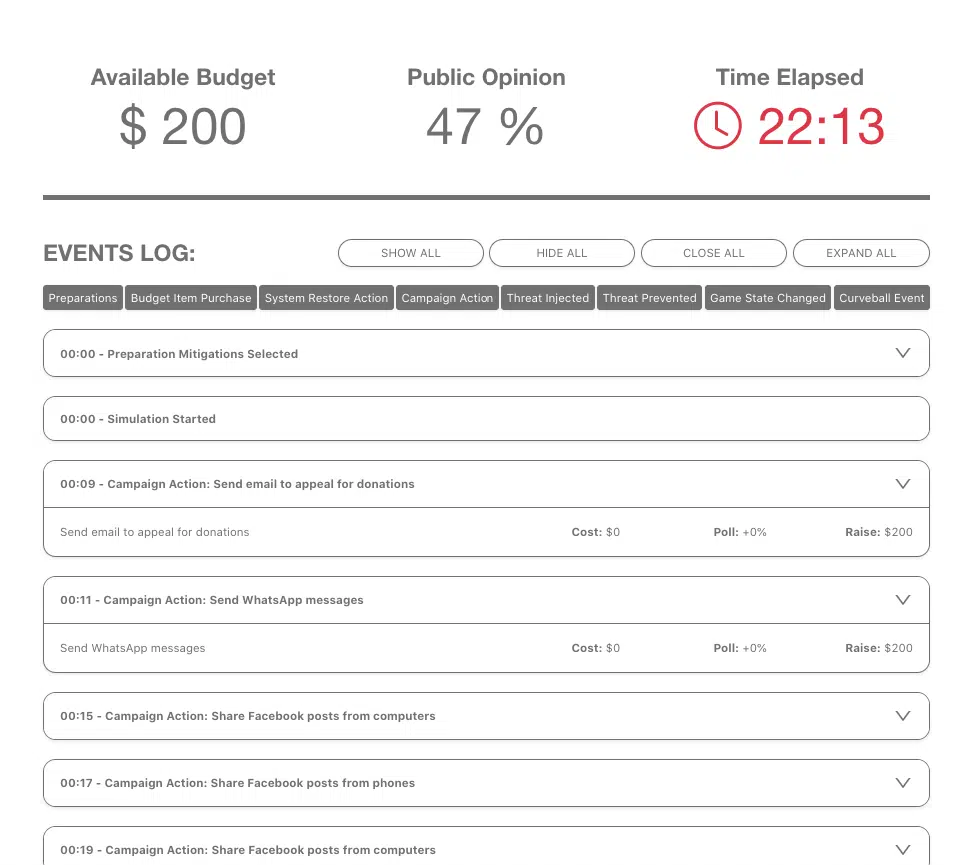 Available Budget Public Opinion Time Elapsed
$ 200 47 % 22:13
EVENTS LOG: SHOW ALL HIDE ALL CLOSE ALL EXPAND ALL
Preparations Budget Item Purchase System Restore Action Campaign Action Threat Injected Threat Prevented Game State Changed Curveball Event
00:00 - Preparation Mitigations Selected
00:00 - Simulation Started
00:09 - Campaign Action: Send email to appeal for donations
Send email to appeal for donations Cost: $0 Poll: +0% Raise: $200
00:11 - Campaign Action: Send WhatsApp messages
Send WhatsApp messages Cost: $0 Poll: +0% Raise: $200
00:15 - Campaign Action: Share Facebook posts from computers
00:17 - Campaign Action: Share Facebook posts from phones
00:19 - Campaign Action: Share Facebook posts from computers